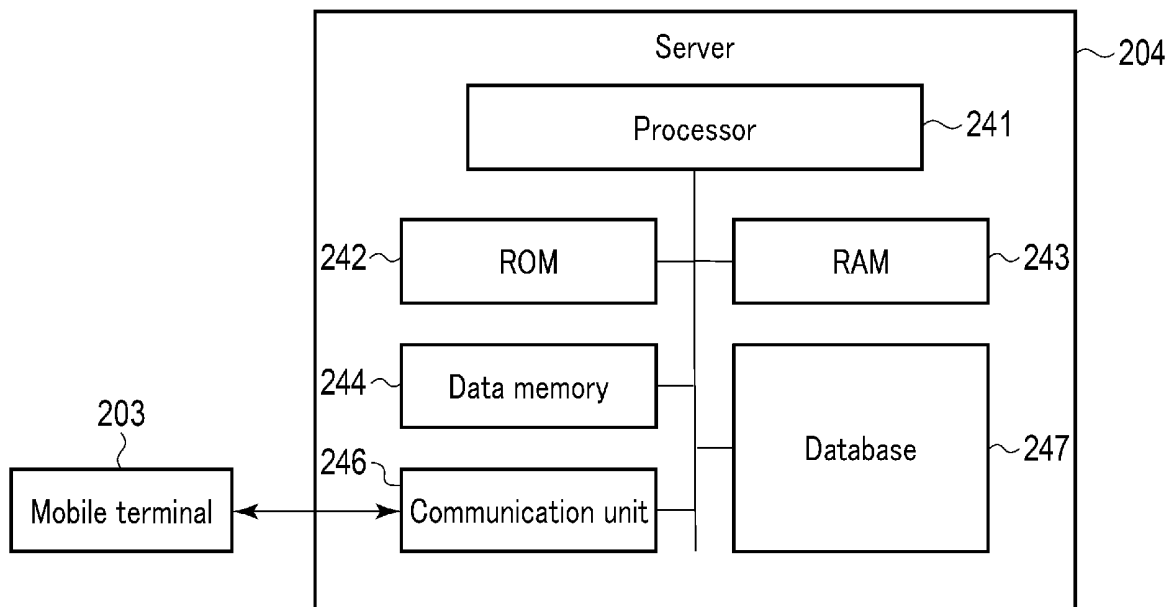 Server
204
Processor
241
242
ROM
RAM
243
244
Data memory
203
246
Database
247
Mobile terminal
Communication unit